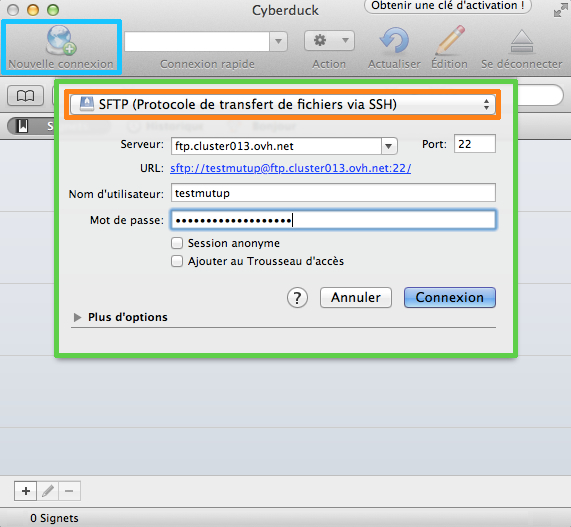 Cyberduck
Obtenir une clé d'activation !
Nouvelle connexion
Connexion rapide
Action
Actualiser
Édition
Se déconnecter
SFTP (Protocole de transfert de fichiers via SSH)
Serveur: ftp.cluster013.ovh.net Port: 22
URL: sftp://testmutup@ftp.cluster013.ovh.net:22/
Nom d'utilisateur: testmutup
Mot de passe: •••••••••••••••••••
Session anonyme
Ajouter au Trousseau d'accès
? Annuler Connexion
Plus d'options
0 Signets